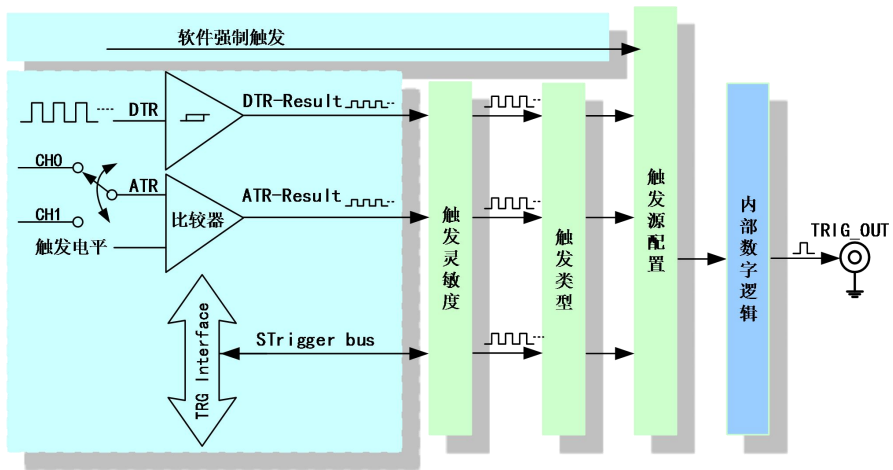 软件强制触发
DTR
DTR-Result
CH0
ATR
ATR-Result
CH1
比较器
触发电平
TRG Interface
STrigger bus
触发灵敏度
触发类型
触发源配置
内部数字逻辑
TRIG_OUT